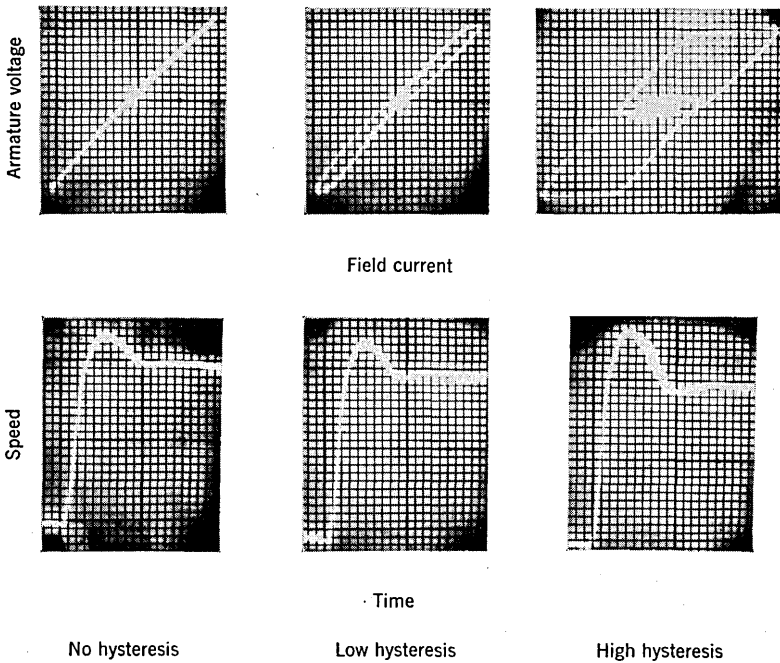 Armature voltage
Field current
Speed
Time
No hysteresis
Low hysteresis
High hysteresis